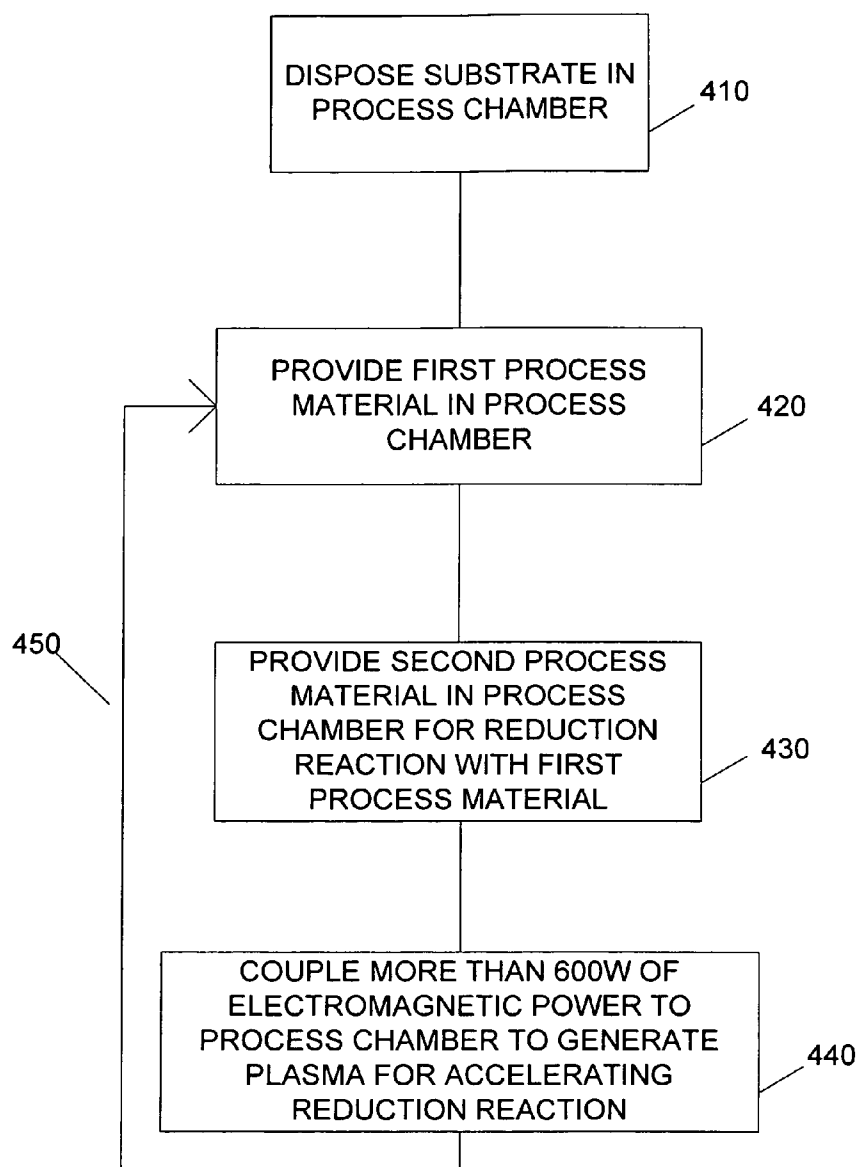 DISPOSE SUBSTRATE IN
PROCESS CHAMBER
410
PROVIDE FIRST PROCESS
MATERIAL IN PROCESS
CHAMBER
420
450
PROVIDE SECOND PROCESS
MATERIAL IN PROCESS
CHAMBER FOR REDUCTION
REACTION WITH FIRST
PROCESS MATERIAL
430
COUPLE MORE THAN 600W OF
ELECTROMAGNETIC POWER TO
PROCESS CHAMBER TO GENERATE
PLASMA FOR ACCELERATING
REDUCTION REACTION
440